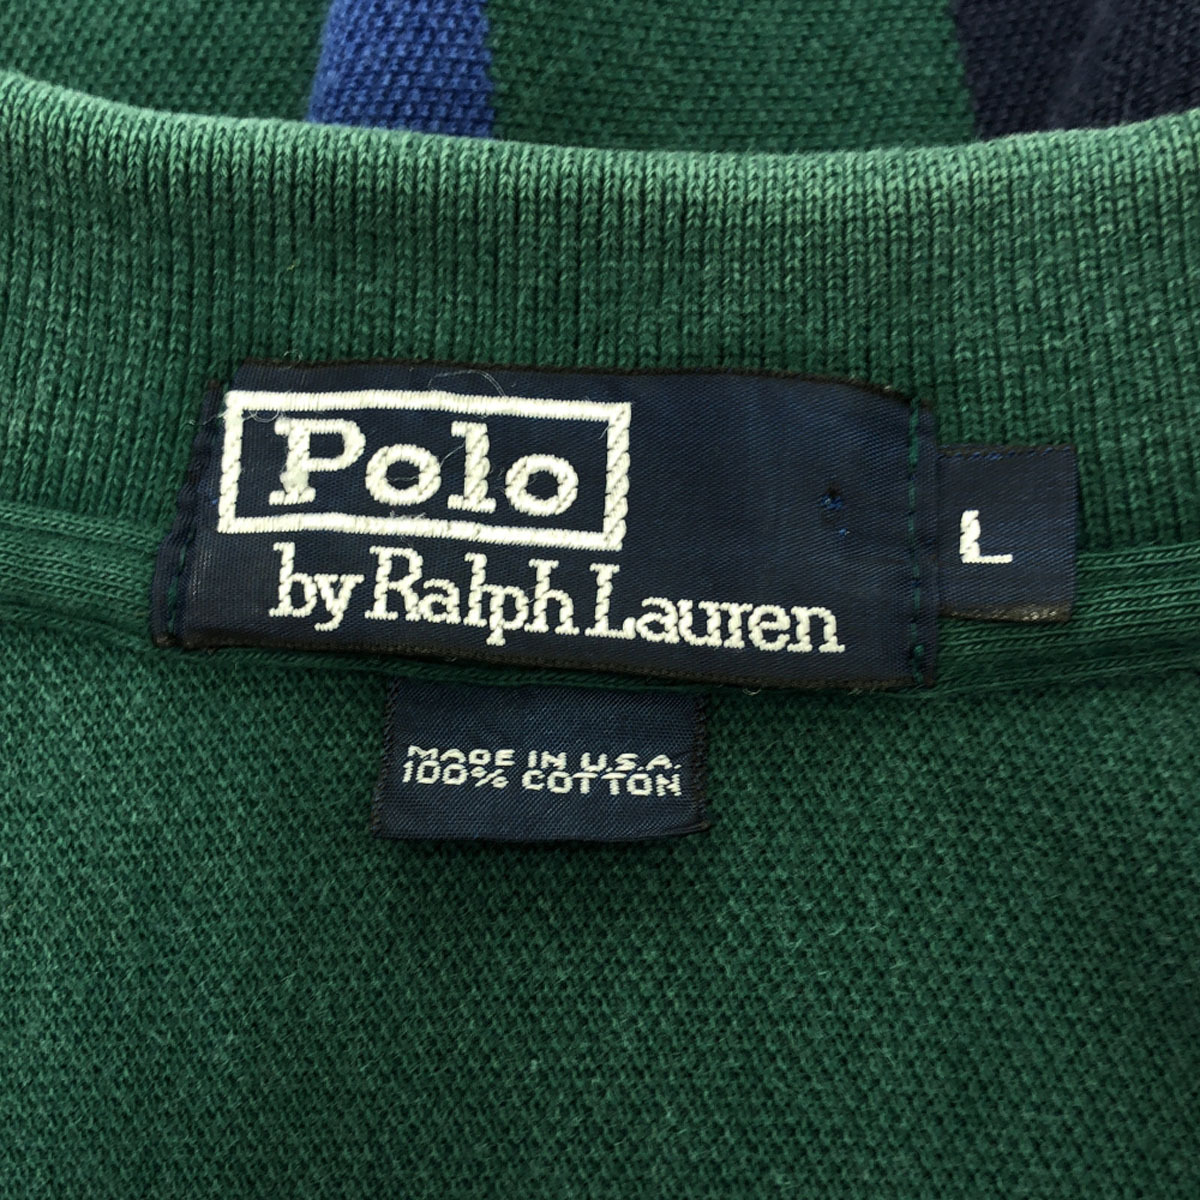 Polo
by Ralph Lauren
L
MADE IN U.S.A.
100% COTTON